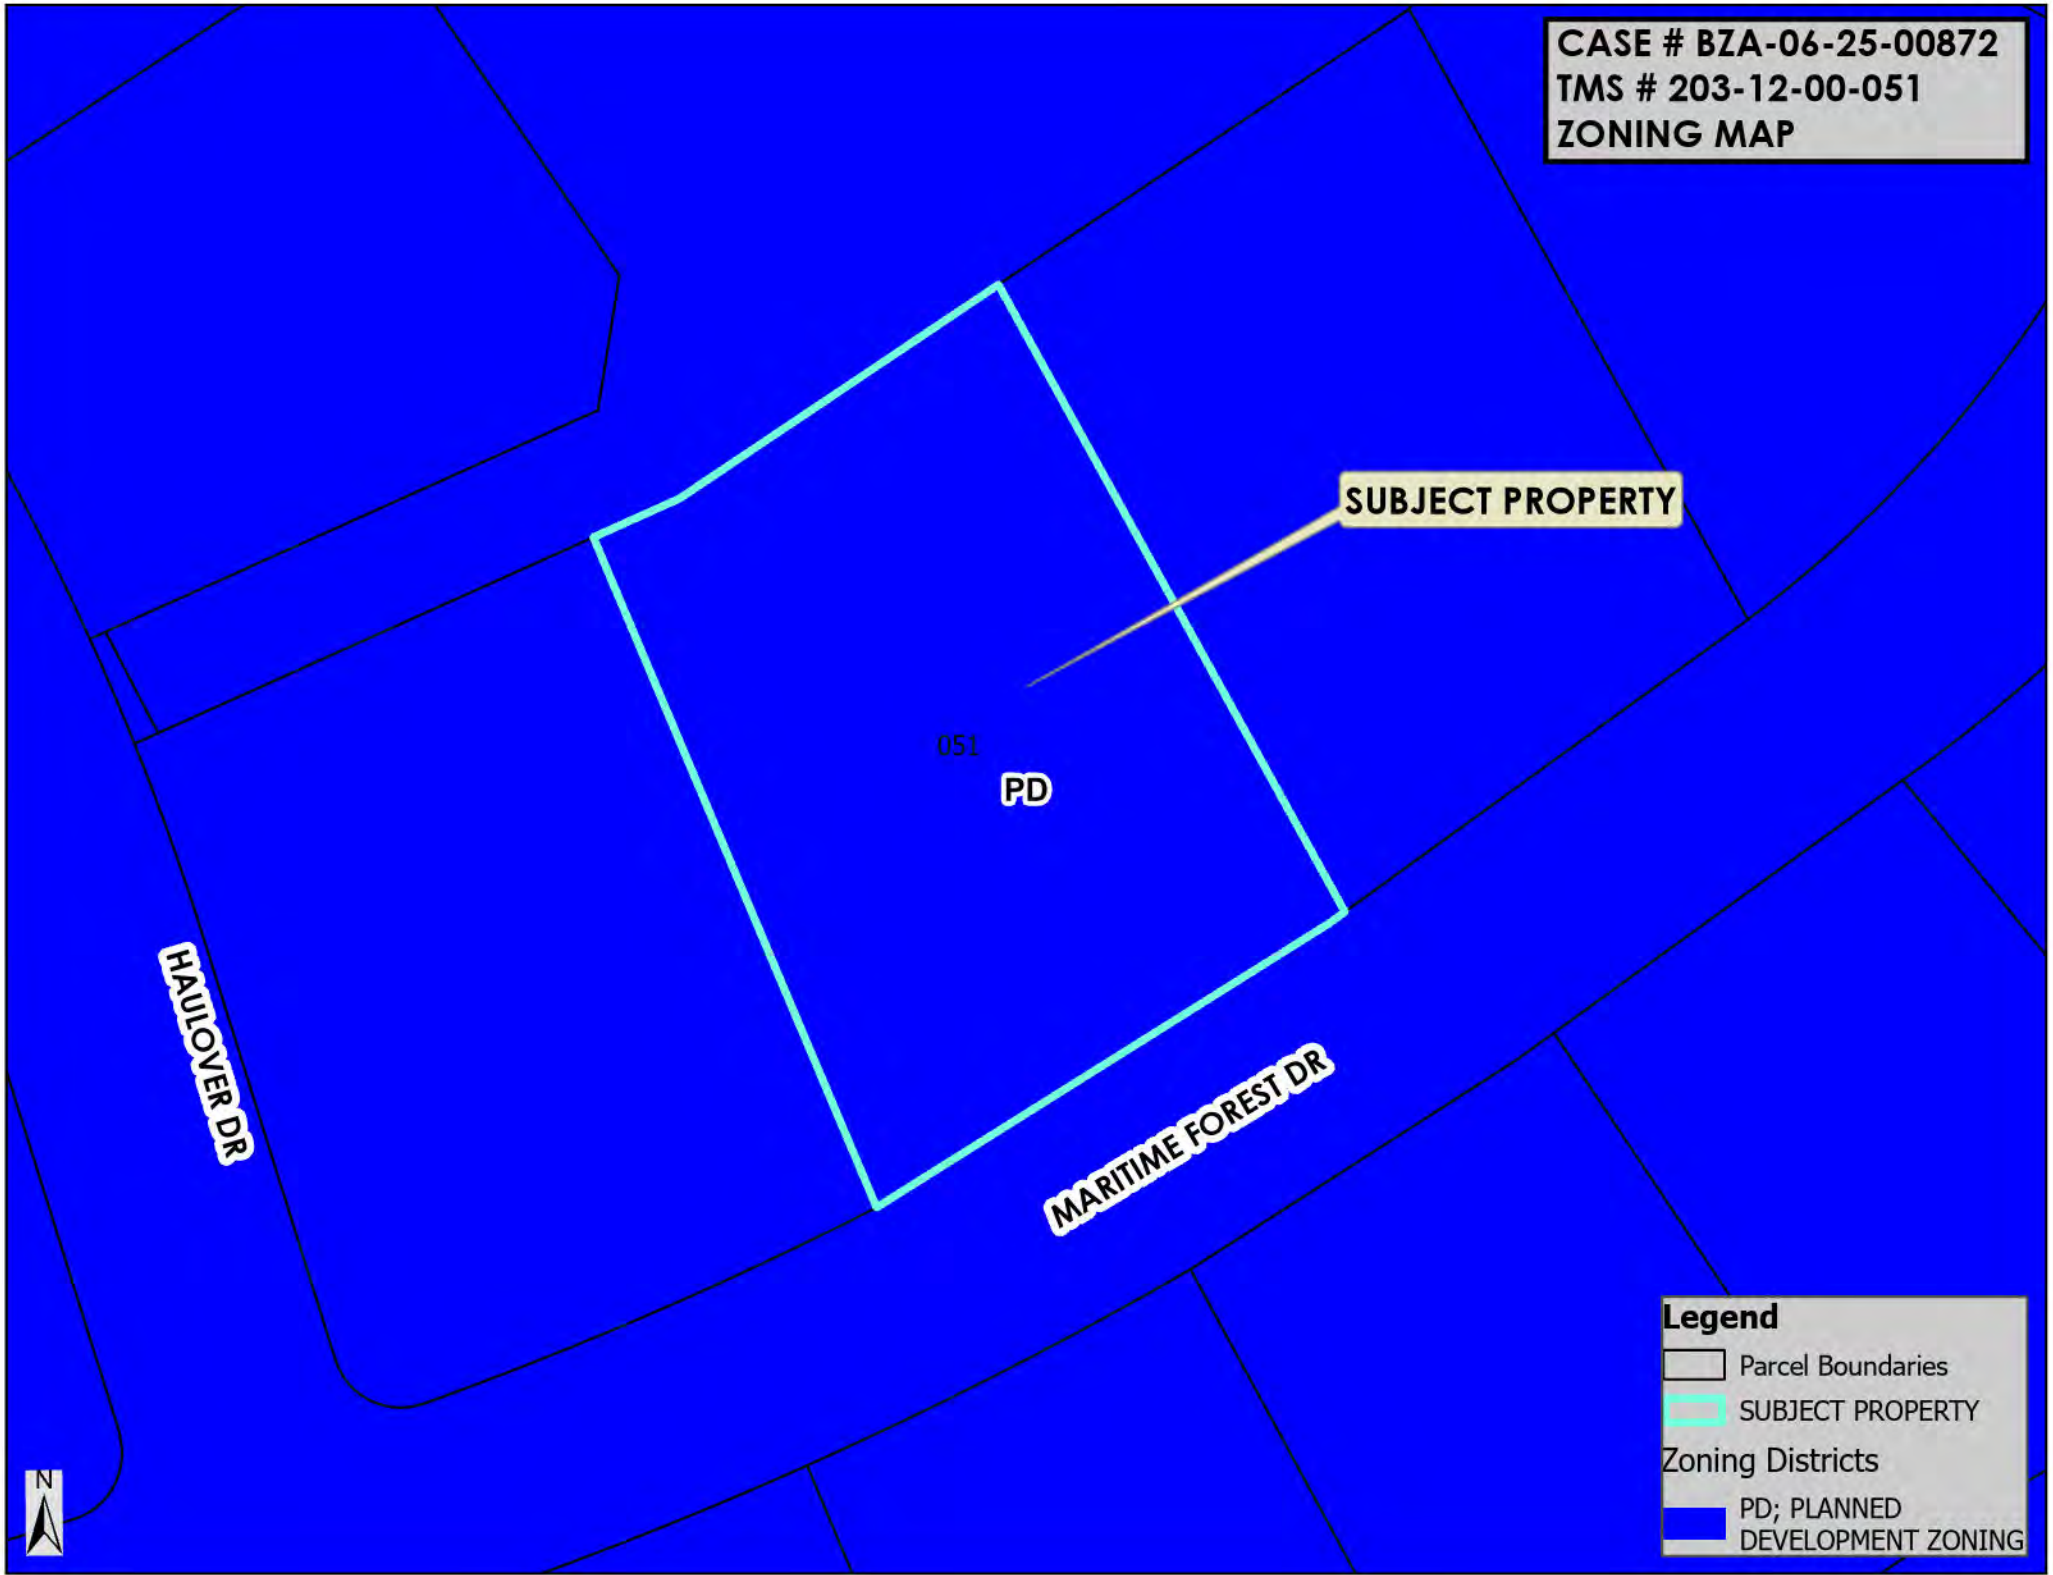 CASE # BZA-06-25-00872
TMS # 203-12-00-051
ZONING MAP
SUBJECT PROPERTY
051
PD
HAULOVER DR
MARITIME FOREST DR
Legend
Parcel Boundaries
SUBJECT PROPERTY
Zoning Districts
PD; PLANNED
DEVELOPMENT ZONING
N